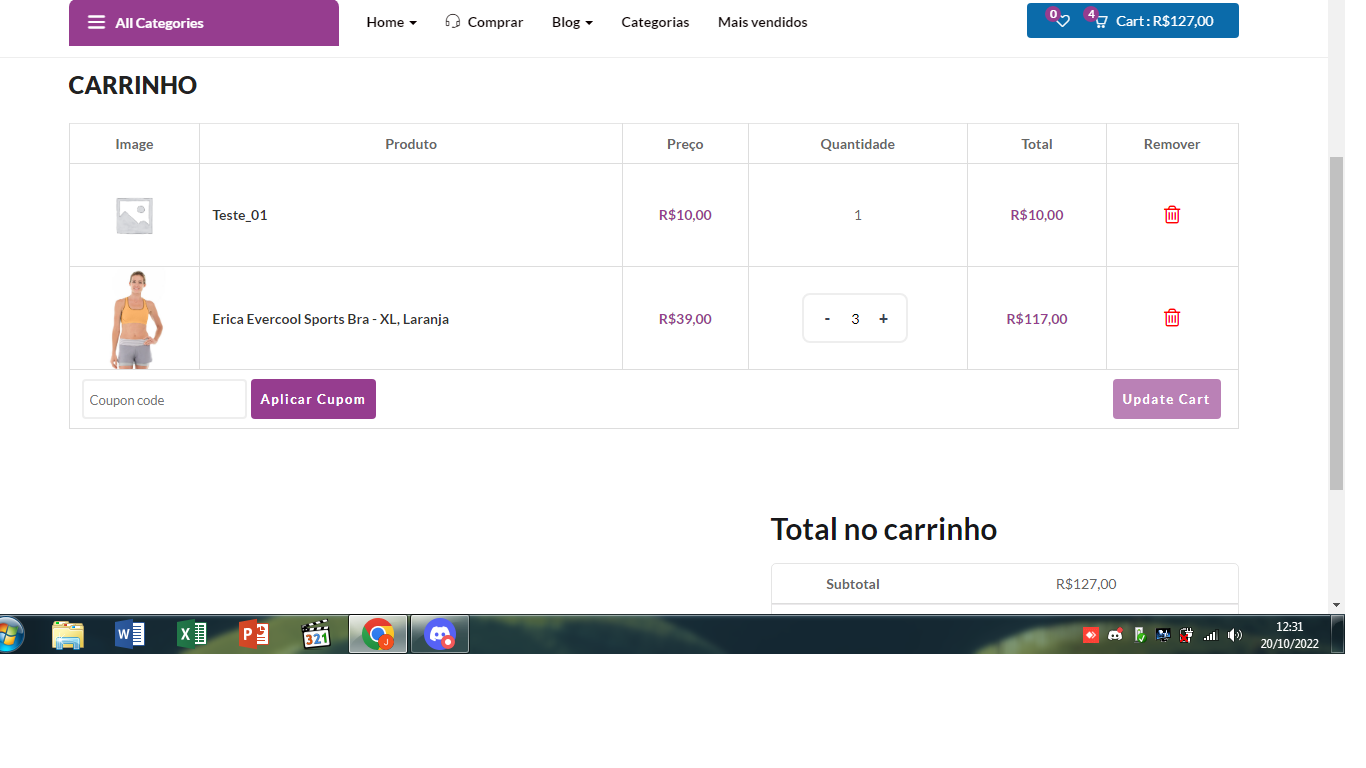 All Categories Home Comprar Blog Categorias Mais vendidos 0 4 Cart : R$127,00
CARRINHO
Image Produto Preço Quantidade Total Remover
Teste_01 R$10,00 1 R$10,00
Erica Evercool Sports Bra - XL, Laranja R$39,00 - 3 + R$117,00
Coupon code Aplicar Cupom Update Cart
Total no carrinho
Subtotal R$127,00
W X P 321 J 12:31
20/10/2022